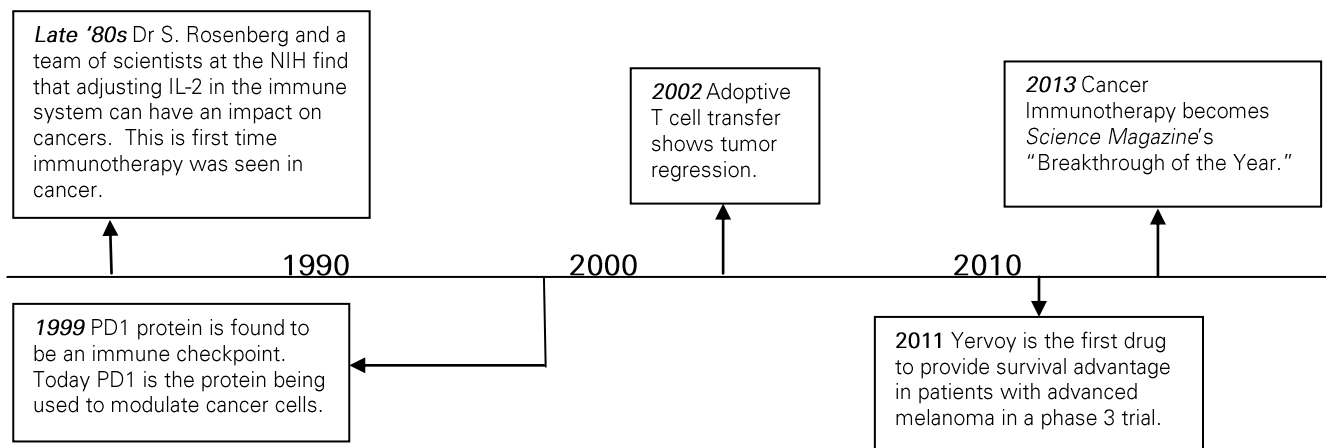 Late '80s Dr S. Rosenberg and a
team of scientists at the NIH find
that adjusting IL-2 in the immune
system can have an impact on
cancers.  This is first time
immunotherapy was seen in
cancer.
2002 Adoptive
T cell transfer
shows tumor
regression.
2013 Cancer
Immunotherapy becomes
Science Magazine's
“Breakthrough of the Year.”
1990
2000
2010
1999 PD1 protein is found to
be an immune checkpoint.
Today PD1 is the protein being
used to modulate cancer cells.
2011 Yervoy is the first drug
to provide survival advantage
in patients with advanced
melanoma in a phase 3 trial.